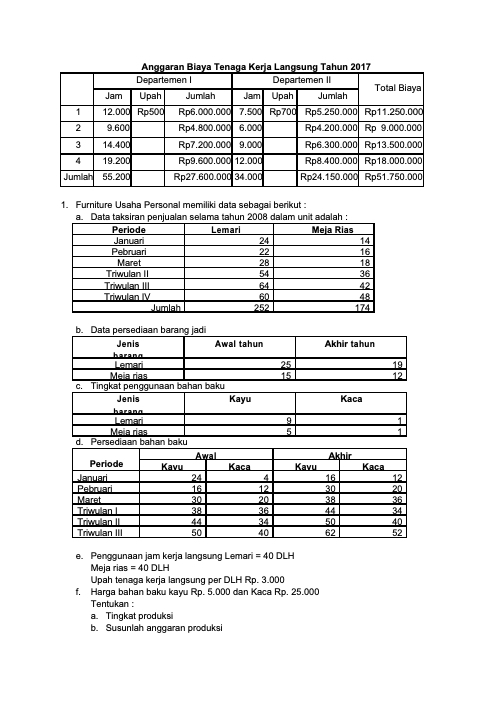 Anggaran Biaya Tenaga Kerja Langsung Tahun 2017
Departemen I Departemen II Total Biaya
Jam Upah Jumlah Jam Upah Jumlah
1 12.000 Rp500 Rp6.000.000 7.500 Rp700 Rp5.250.000 Rp11.250.000
2 9.600 Rp4.800.000 6.000 Rp4.200.000 Rp 9.000.000
3 14.400 Rp7.200.000 9.000 Rp6.300.000 Rp13.500.000
4 19.200 Rp9.600.000 12.000 Rp8.400.000 Rp18.000.000
Jumlah 55.200 Rp27.600.000 34.000 Rp24.150.000 Rp51.750.000
1. Furniture Usaha Personal memiliki data sebagai berikut :
a. Data taksiran penjualan selama tahun 2008 dalam unit adalah :
Periode Lemari Meja Rias
Januari 24 14
Pebruari 22 16
Maret 28 18
Triwulan II 54 36
Triwulan III 64 42
Triwulan IV 60 48
Jumlah 252 174
b. Data persediaan barang jadi
Jenis barang Awal tahun Akhir tahun
Lemari 25 19
Meja rias 15 12
c. Tingkat penggunaan bahan baku
Jenis barang Kayu Kaca
Lemari 9 1
Meja rias 5 1
d. Persediaan bahan baku
Periode Awal Akhir
Kayu Kaca Kayu Kaca
Januari 24 4 16 12
Pebruari 16 12 30 20
Maret 30 20 38 36
Triwulan I 38 36 44 34
Triwulan II 44 34 50 40
Triwulan III 50 40 62 52
e. Penggunaan jam kerja langsung Lemari = 40 DLH
Meja rias = 40 DLH
Upah tenaga kerja langsung per DLH Rp. 3.000
f. Harga bahan baku kayu Rp. 5.000 dan Kaca Rp. 25.000
Tentukan :
a. Tingkat produksi
b. Susunlah anggaran produksi